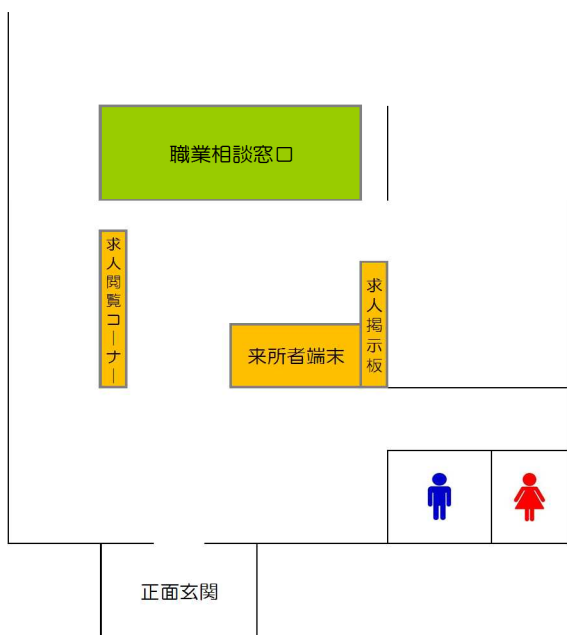 職業相談窓口
求人閲覧コーナー
求人掲示板
来所者端末
正面玄関